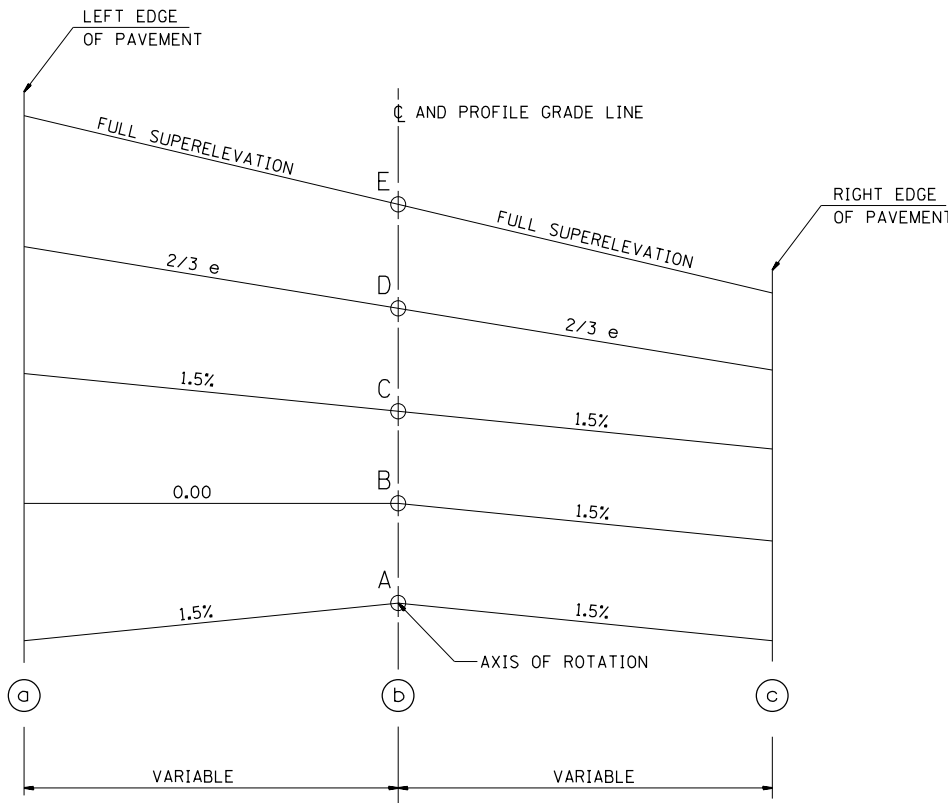 LEFT EDGE
OF PAVEMENT
℄ AND PROFILE GRADE LINE
FULL SUPERELEVATION
E
RIGHT EDGE
OF PAVEMENT
FULL SUPERELEVATION
2/3 e
D
2/3 e
1.5%
C
1.5%
0.00
B
1.5%
A
1.5%
1.5%
AXIS OF ROTATION
a
b
c
VARIABLE
VARIABLE